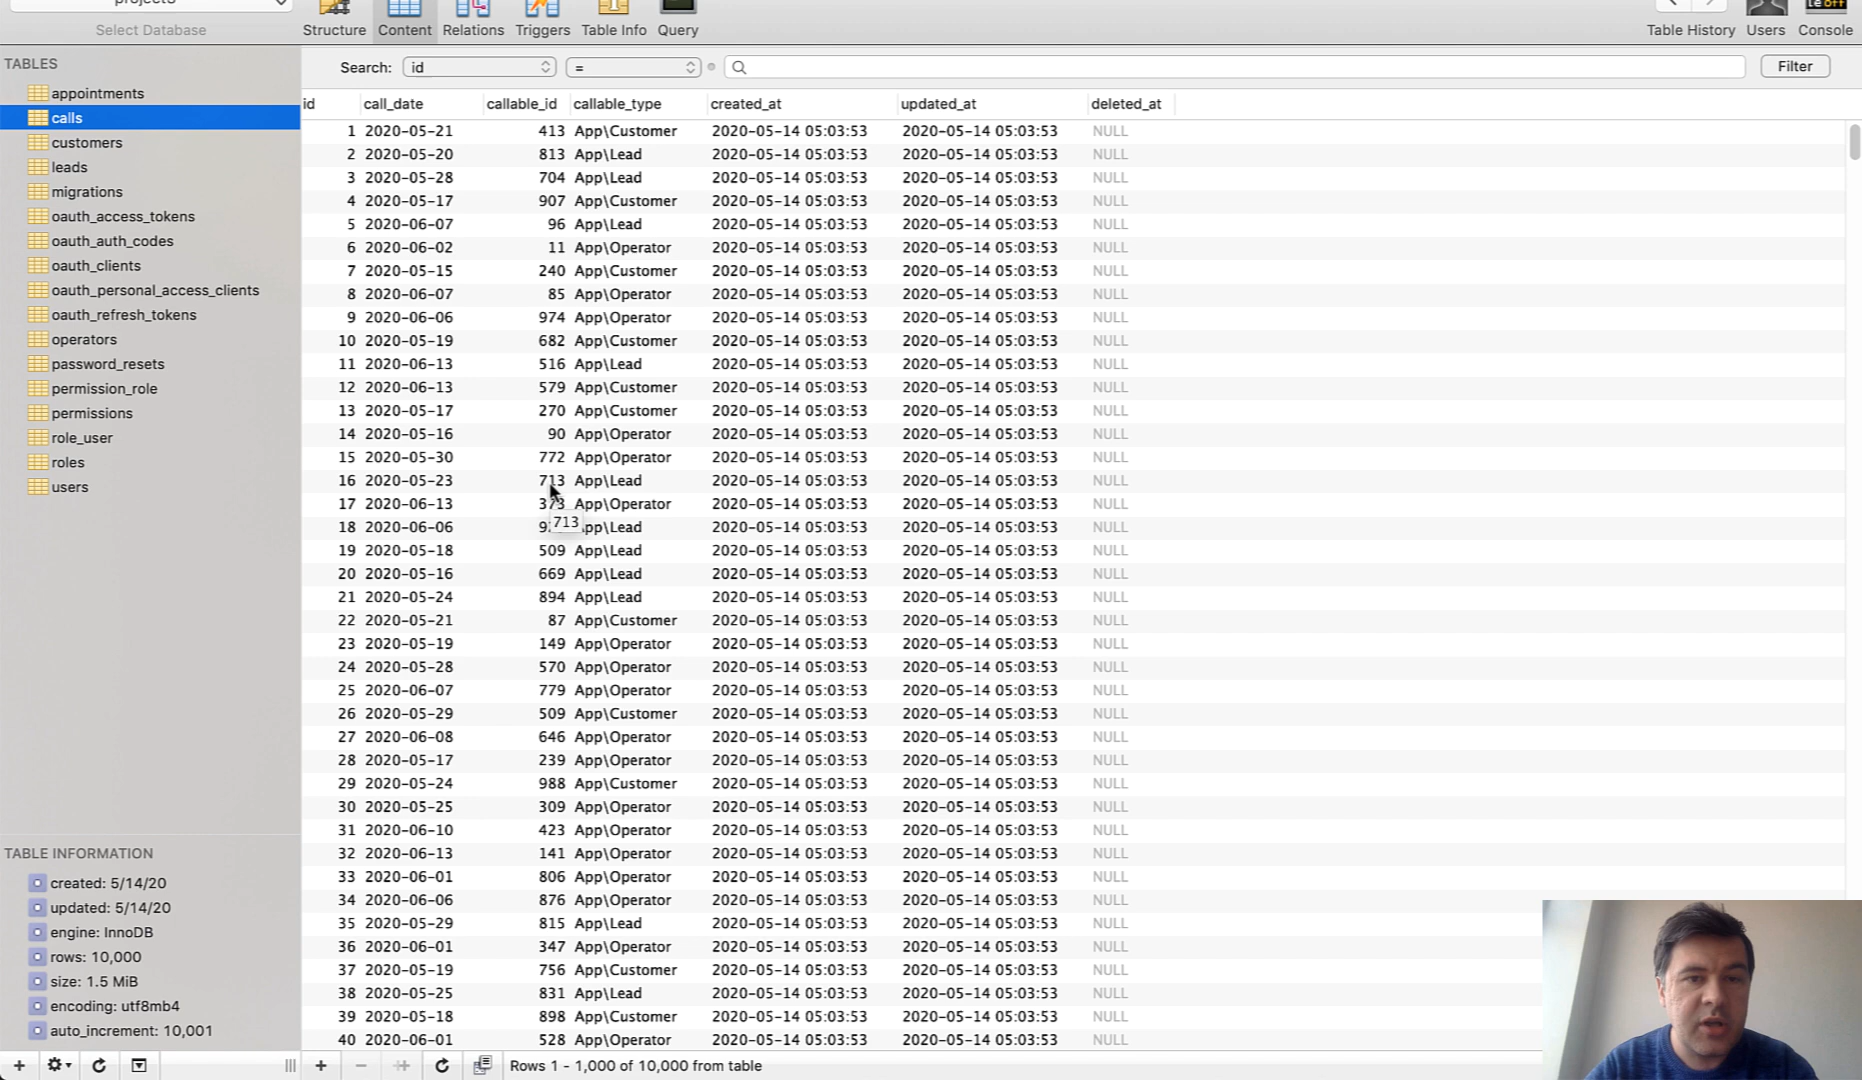 project3
Select Database
Structure Content Relations Triggers Table Info Query
Table History Users Console
TABLES
appointments
calls
customers
leads
migrations
oauth_access_tokens
oauth_auth_codes
oauth_clients
oauth_personal_access_clients
oauth_refresh_tokens
operators
password_resets
permission_role
permissions
role_user
roles
users
TABLE INFORMATION
created: 5/14/20
updated: 5/14/20
engine: InnoDB
rows: 10,000
size: 1.5 MiB
encoding: utf8mb4
auto_increment: 10,001
Search: id = Filter
id call_date callable_id callable_type created_at updated_at deleted_at
1 2020-05-21 413 App\Customer 2020-05-14 05:03:53 2020-05-14 05:03:53 NULL
2 2020-05-20 813 App\Lead 2020-05-14 05:03:53 2020-05-14 05:03:53 NULL
3 2020-05-28 704 App\Lead 2020-05-14 05:03:53 2020-05-14 05:03:53 NULL
4 2020-05-17 907 App\Customer 2020-05-14 05:03:53 2020-05-14 05:03:53 NULL
5 2020-06-07 96 App\Lead 2020-05-14 05:03:53 2020-05-14 05:03:53 NULL
6 2020-06-02 11 App\Operator 2020-05-14 05:03:53 2020-05-14 05:03:53 NULL
7 2020-05-15 240 App\Customer 2020-05-14 05:03:53 2020-05-14 05:03:53 NULL
8 2020-06-07 85 App\Operator 2020-05-14 05:03:53 2020-05-14 05:03:53 NULL
9 2020-06-06 974 App\Operator 2020-05-14 05:03:53 2020-05-14 05:03:53 NULL
10 2020-05-19 682 App\Customer 2020-05-14 05:03:53 2020-05-14 05:03:53 NULL
11 2020-06-13 516 App\Lead 2020-05-14 05:03:53 2020-05-14 05:03:53 NULL
12 2020-06-13 579 App\Customer 2020-05-14 05:03:53 2020-05-14 05:03:53 NULL
13 2020-05-17 270 App\Customer 2020-05-14 05:03:53 2020-05-14 05:03:53 NULL
14 2020-05-16 90 App\Operator 2020-05-14 05:03:53 2020-05-14 05:03:53 NULL
15 2020-05-30 772 App\Operator 2020-05-14 05:03:53 2020-05-14 05:03:53 NULL
16 2020-05-23 713 App\Lead 2020-05-14 05:03:53 2020-05-14 05:03:53 NULL
17 2020-06-13 373 App\Operator 2020-05-14 05:03:53 2020-05-14 05:03:53 NULL
713
18 2020-06-06 App\Lead 2020-05-14 05:03:53 2020-05-14 05:03:53 NULL
19 2020-05-18 509 App\Lead 2020-05-14 05:03:53 2020-05-14 05:03:53 NULL
20 2020-05-16 669 App\Lead 2020-05-14 05:03:53 2020-05-14 05:03:53 NULL
21 2020-05-24 894 App\Lead 2020-05-14 05:03:53 2020-05-14 05:03:53 NULL
22 2020-05-21 87 App\Customer 2020-05-14 05:03:53 2020-05-14 05:03:53 NULL
23 2020-05-19 149 App\Operator 2020-05-14 05:03:53 2020-05-14 05:03:53 NULL
24 2020-05-28 570 App\Operator 2020-05-14 05:03:53 2020-05-14 05:03:53 NULL
25 2020-06-07 779 App\Operator 2020-05-14 05:03:53 2020-05-14 05:03:53 NULL
26 2020-05-29 509 App\Customer 2020-05-14 05:03:53 2020-05-14 05:03:53 NULL
27 2020-06-08 646 App\Operator 2020-05-14 05:03:53 2020-05-14 05:03:53 NULL
28 2020-05-17 239 App\Operator 2020-05-14 05:03:53 2020-05-14 05:03:53 NULL
29 2020-05-24 988 App\Customer 2020-05-14 05:03:53 2020-05-14 05:03:53 NULL
30 2020-05-25 309 App\Operator 2020-05-14 05:03:53 2020-05-14 05:03:53 NULL
31 2020-06-10 423 App\Operator 2020-05-14 05:03:53 2020-05-14 05:03:53 NULL
32 2020-06-13 141 App\Operator 2020-05-14 05:03:53 2020-05-14 05:03:53 NULL
33 2020-06-01 806 App\Operator 2020-05-14 05:03:53 2020-05-14 05:03:53 NULL
34 2020-06-06 876 App\Operator 2020-05-14 05:03:53 2020-05-14 05:03:53 NULL
35 2020-05-29 815 App\Lead 2020-05-14 05:03:53 2020-05-14 05:03:53 NULL
36 2020-06-01 347 App\Operator 2020-05-14 05:03:53 2020-05-14 05:03:53 NULL
37 2020-05-19 756 App\Customer 2020-05-14 05:03:53 2020-05-14 05:03:53 NULL
38 2020-05-25 831 App\Lead 2020-05-14 05:03:53 2020-05-14 05:03:53 NULL
39 2020-05-18 898 App\Customer 2020-05-14 05:03:53 2020-05-14 05:03:53 NULL
40 2020-06-01 528 App\Operator 2020-05-14 05:03:53 2020-05-14 05:03:53 NULL
Rows 1 - 1,000 of 10,000 from table